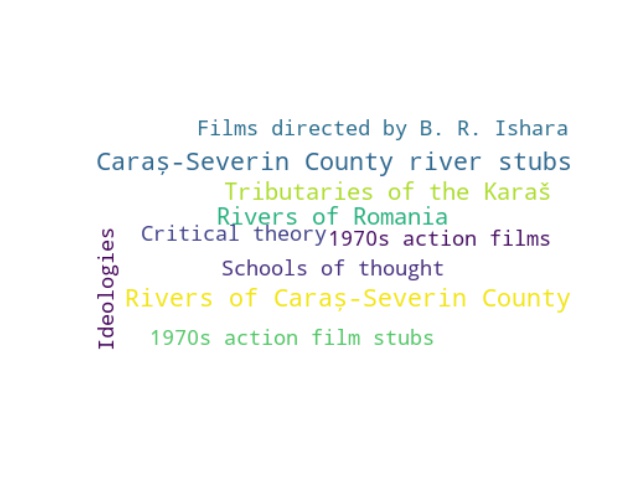 Films directed by B. R. Ishara
Caraș-Severin County river stubs
Tributaries of the Karaš
Rivers of Romania
Critical theory
1970s action films
Schools of thought
Ideologies
Rivers of Caraș-Severin County
1970s action film stubs